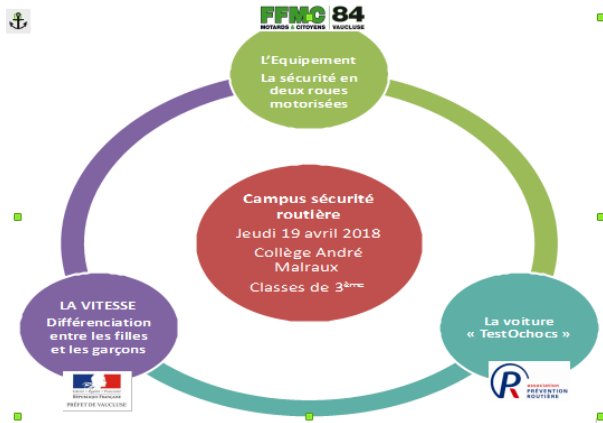 FFMC 84
MOTARDS & CITOYENS VAUCLUSE
L'Equipement
La sécurité en
deux roues
motorisées
Campus sécurité
routière
Jeudi 19 avril 2018
Collège André
Malraux
Classes de 3ème
LA VITESSE
Différenciation
entre les filles
et les garçons
La voiture
« TestOchocs »
PRÉFET DE VAUCLUSE
association
PRÉVENTION
ROUTIÈRE